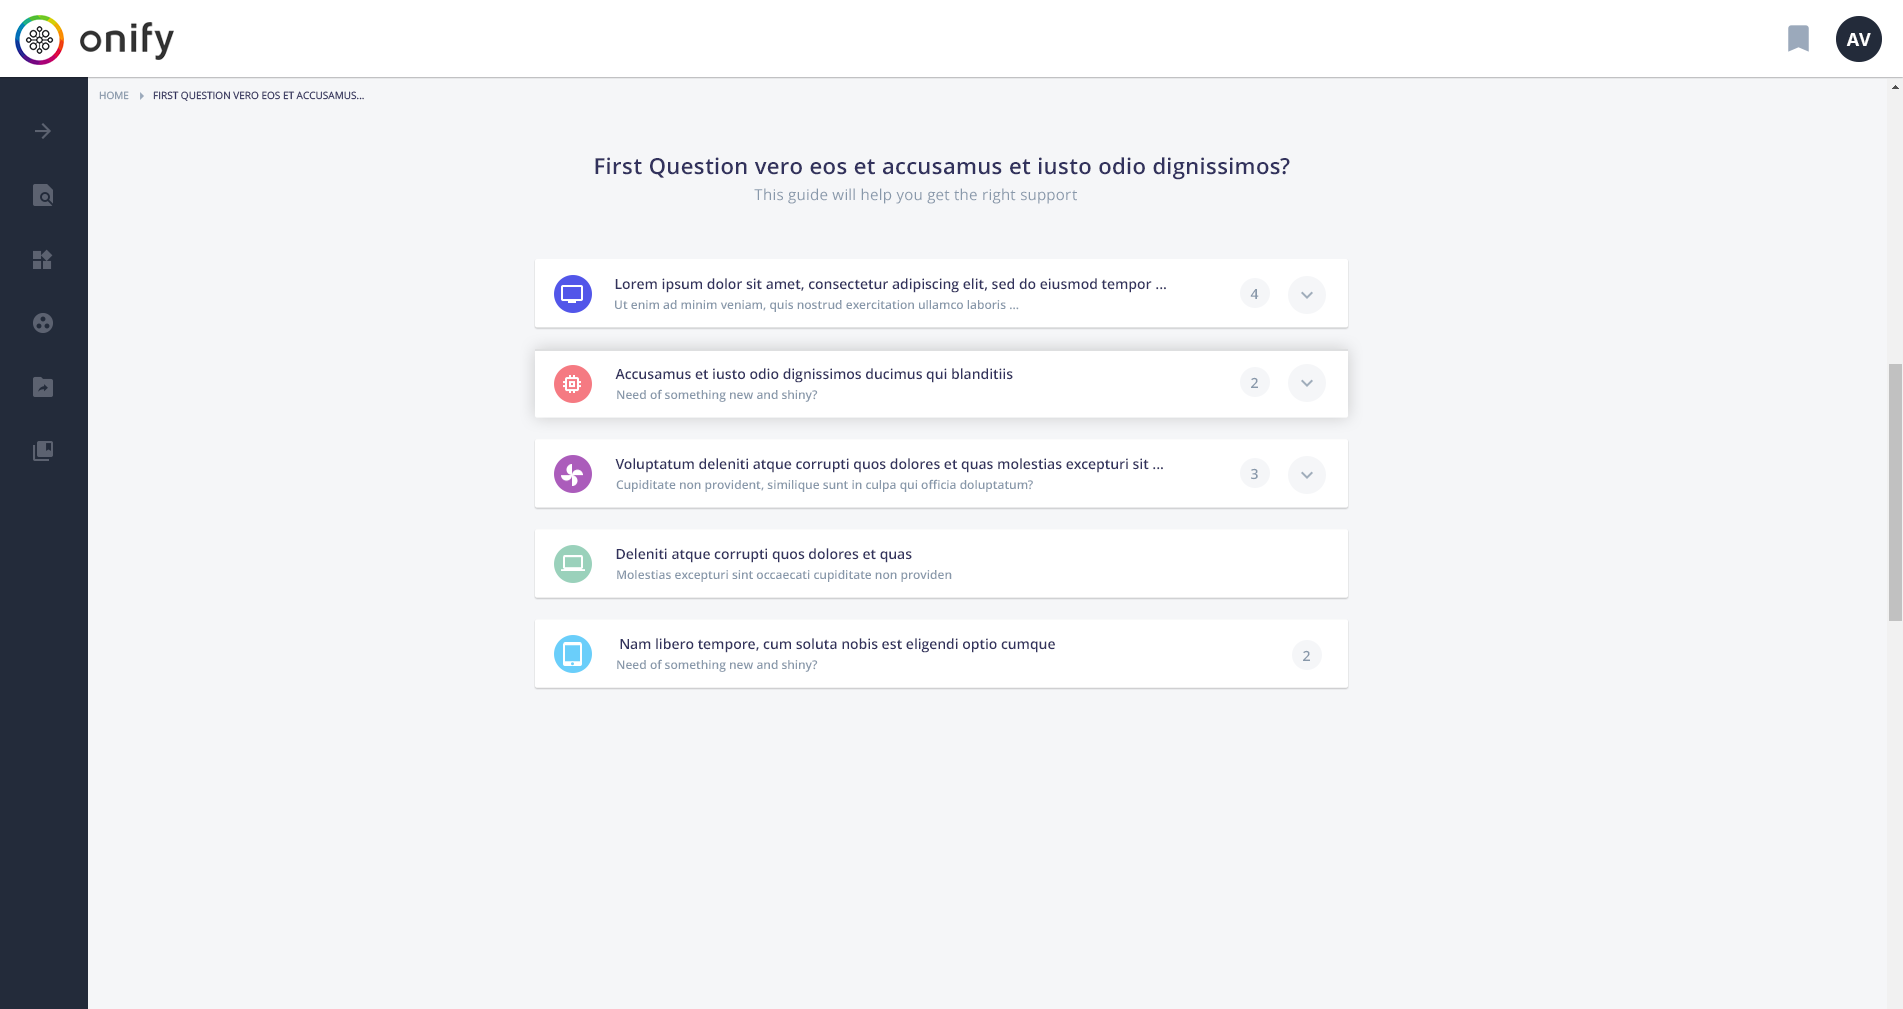 onify
AV
HOME
FIRST QUESTION VERO EOS ET ACCUSAMUS...
First Question vero eos et accusamus et iusto odio dignissimos?
This guide will help you get the right support
Lorem ipsum dolor sit amet, consectetur adipiscing elit, sed do eiusmod tempor ...
Ut enim ad minim veniam, quis nostrud exercitation ullamco laboris ...
4
Accusamus et iusto odio dignissimos ducimus qui blanditiis
Need of something new and shiny?
2
Voluptatum deleniti atque corrupti quos dolores et quas molestias excepturi sit ...
Cupiditate non provident, similique sunt in culpa qui officia doluptatum?
3
Deleniti atque corrupti quos dolores et quas
Molestias excepturi sint occaecati cupiditate non providen
Nam libero tempore, cum soluta nobis est eligendi optio cumque
Need of something new and shiny?
2